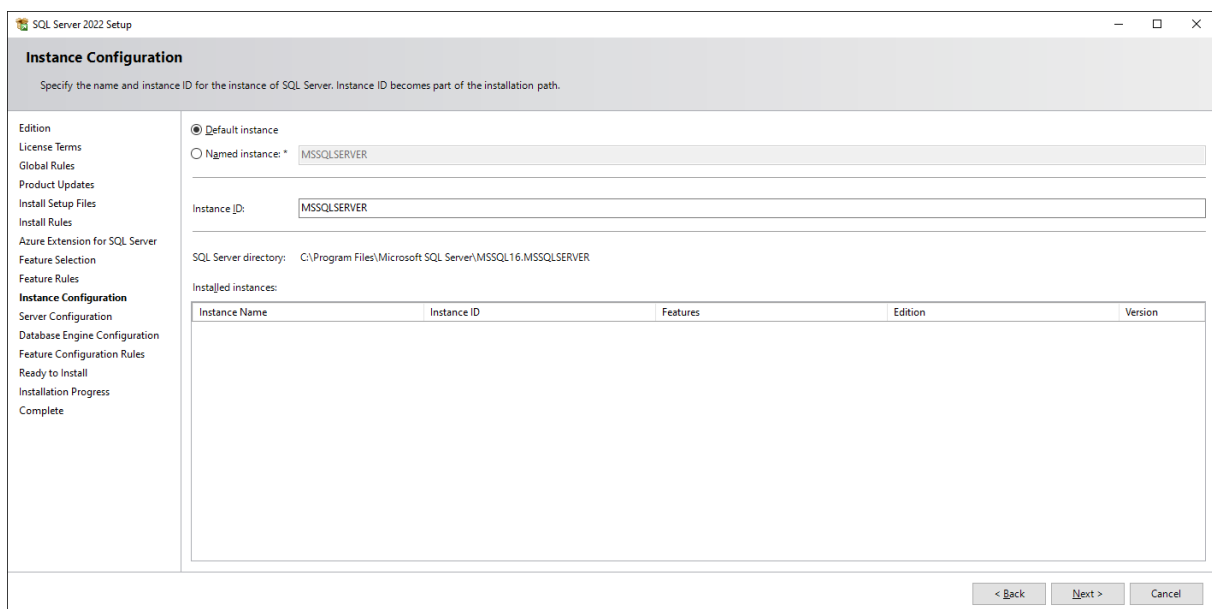 SQL Server 2022 Setup
Instance Configuration
Specify the name and instance ID for the instance of SQL Server. Instance ID becomes part of the installation path.
Edition
License Terms
Global Rules
Product Updates
Install Setup Files
Install Rules
Azure Extension for SQL Server
Feature Selection
Feature Rules
Instance Configuration
Server Configuration
Database Engine Configuration
Feature Configuration Rules
Ready to Install
Installation Progress
Complete
Default instance
Named instance: * MSSQLSERVER
Instance ID: MSSQLSERVER
SQL Server directory: C:\Program Files\Microsoft SQL Server\MSSQL16.MSSQLSERVER
Installed instances:
Instance Name Instance ID Features Edition Version
< Back Next > Cancel